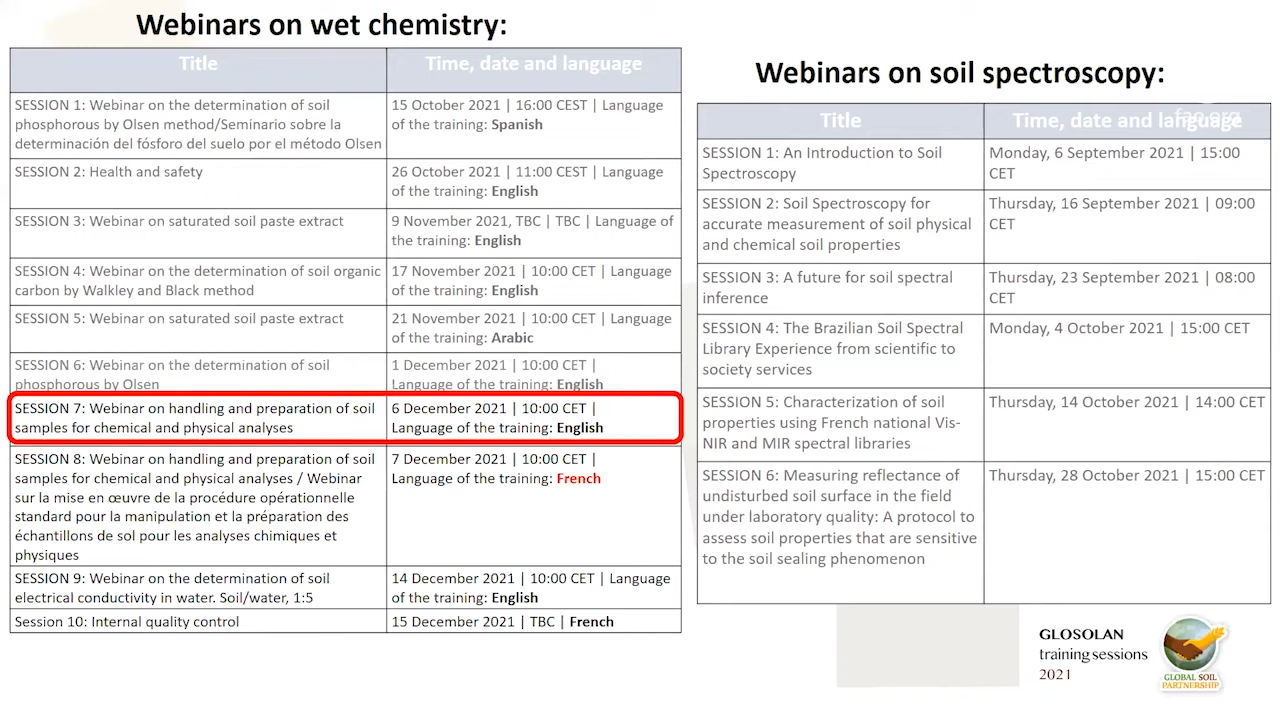 Webinars on wet chemistry:
Title
Time, date and language
SESSION 1: Webinar on the determination of soil
phosphorous by Olsen method/Seminario sobre la
determinación del fósforo del suelo por el método Olsen
15 October 2021 | 16:00 CEST | Language
of the training: Spanish
SESSION 2: Health and safety
26 October 2021 | 11:00 CEST | Language
of the training: English
SESSION 3: Webinar on saturated soil paste extract
9 November 2021, TBC | TBC | Language of
the training: English
SESSION 4: Webinar on the determination of soil organic
carbon by Walkley and Black method
17 November 2021 | 10:00 CET | Language
of the training: English
SESSION 5: Webinar on saturated soil paste extract
21 November 2021 | 10:00 CET | Language
of the training: Arabic
SESSION 6: Webinar on the determination of soil
phosphorous by Olsen
1 December 2021 | 10:00 CET |
Language of the training: English
SESSION 7: Webinar on handling and preparation of soil
samples for chemical and physical analyses
6 December 2021 | 10:00 CET |
Language of the training: English
SESSION 8: Webinar on handling and preparation of soil
samples for chemical and physical analyses / Webinar
sur la mise en œuvre de la procédure opérationnelle
standard pour la manipulation et la préparation des
échantillons de sol pour les analyses chimiques et
physiques
7 December 2021 | 10:00 CET |
Language of the training: French
SESSION 9: Webinar on the determination of soil
electrical conductivity in water. Soil/water, 1:5
14 December 2021 | 10:00 CET | Language
of the training: English
Session 10: Internal quality control
15 December 2021 | TBC | French
Webinars on soil spectroscopy:
fao.org
Title
Time, date and language
SESSION 1: An Introduction to Soil
Spectroscopy
Monday, 6 September 2021 | 15:00
CET
SESSION 2: Soil Spectroscopy for
accurate measurement of soil physical
and chemical soil properties
Thursday, 16 September 2021 | 09:00
CET
SESSION 3: A future for soil spectral
inference
Thursday, 23 September 2021 | 08:00
CET
SESSION 4: The Brazilian Soil Spectral
Library Experience from scientific to
society services
Monday, 4 October 2021 | 15:00 CET
SESSION 5: Characterization of soil
properties using French national Vis-
NIR and MIR spectral libraries
Thursday, 14 October 2021 | 14:00 CET
SESSION 6: Measuring reflectance of
undisturbed soil surface in the field
under laboratory quality: A protocol to
assess soil properties that are sensitive
to the soil sealing phenomenon
Thursday, 28 October 2021 | 15:00 CET
GLOSOLAN
training sessions
2021
GLOBAL SOIL
PARTNERSHIP